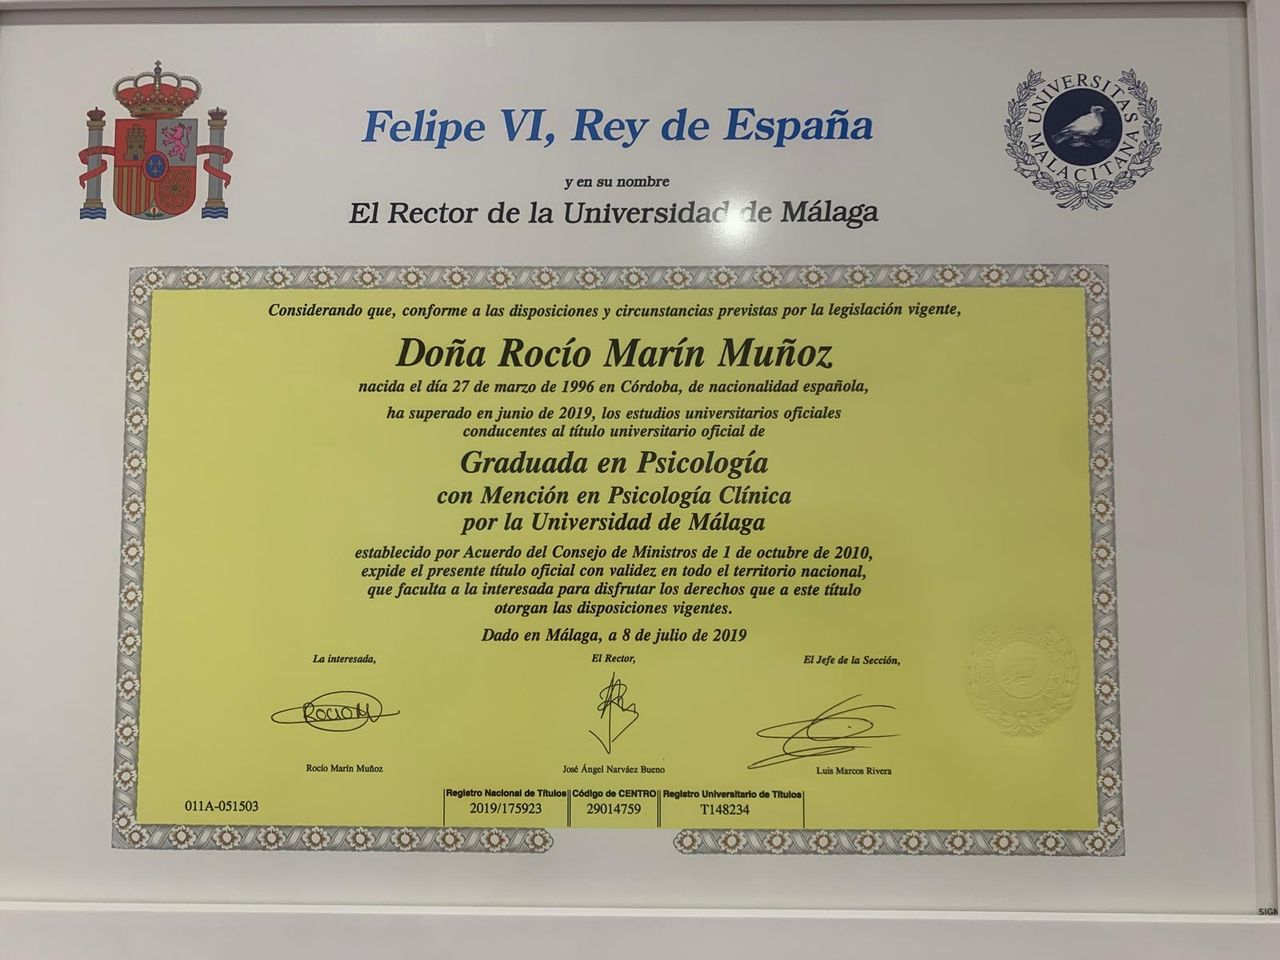 Felipe VI, Rey de España
UNIVERSITAS MALACITANA
y en su nombre
El Rector de la Universidad de Málaga
Considerando que, conforme a las disposiciones y circunstancias previstas por la legislación vigente,
Doña Rocío Marín Muñoz
nacida el día 27 de marzo de 1996 en Córdoba, de nacionalidad española,
ha superado en junio de 2019, los estudios universitarios oficiales
conducentes al título universitario oficial de
Graduada en Psicología
con Mención en Psicología Clínica
por la Universidad de Málaga
establecido por Acuerdo del Consejo de Ministros de 1 de octubre de 2010,
expide el presente título oficial con validez en todo el territorio nacional,
que faculta a la interesada para disfrutar los derechos que a este título
otorgan las disposiciones vigentes.
Dado en Málaga, a 8 de julio de 2019
La interesada,
El Rector,
El Jefe de la Sección,
ROCIO M
Rocío Marín Muñoz
José Ángel Narváez Bueno
Luis Marcos Rivera
011A-051503
Registro Nacional de Títulos
2019/175923
Código de CENTRO
29014759
Registro Universitario de Títulos
T148234